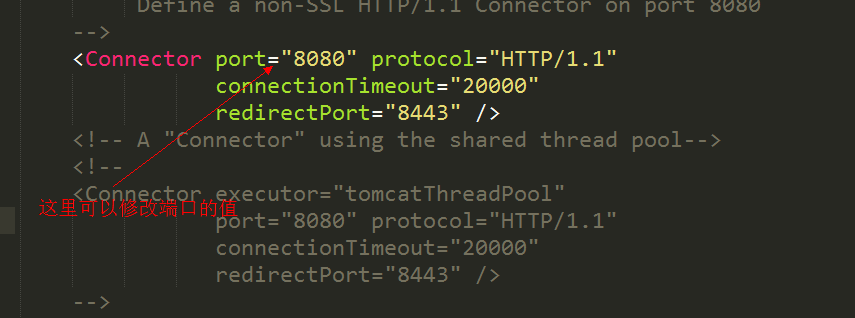 Define a non-SSL HTTP/1.1 Connector on port 8080
-->
<Connector port="8080" protocol="HTTP/1.1"
connectionTimeout="20000"
redirectPort="8443" />
<!-- A "Connector" using the shared thread pool-->
<!--
<Connector executor="tomcatThreadPool"
这里可以修改端口的值
port="8080" protocol="HTTP/1.1"
connectionTimeout="20000"
redirectPort="8443" />
-->